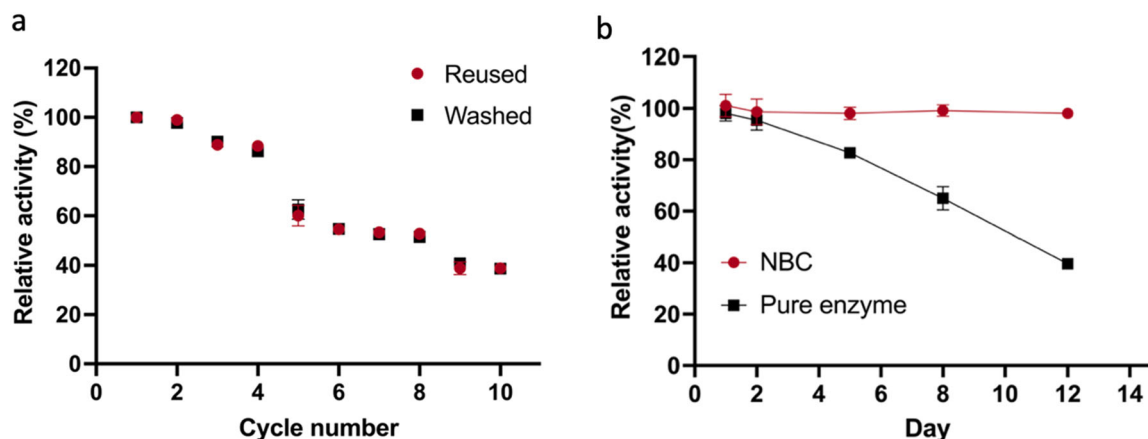 a
Relative activity (%)
120
100
80
60
40
20
0
0 2 4 6 8 10
Cycle number
Reused
Washed
b
Relative activity(%)
120
100
80
60
40
20
0
0 2 4 6 8 10 12 14
Day
NBC
Pure enzyme